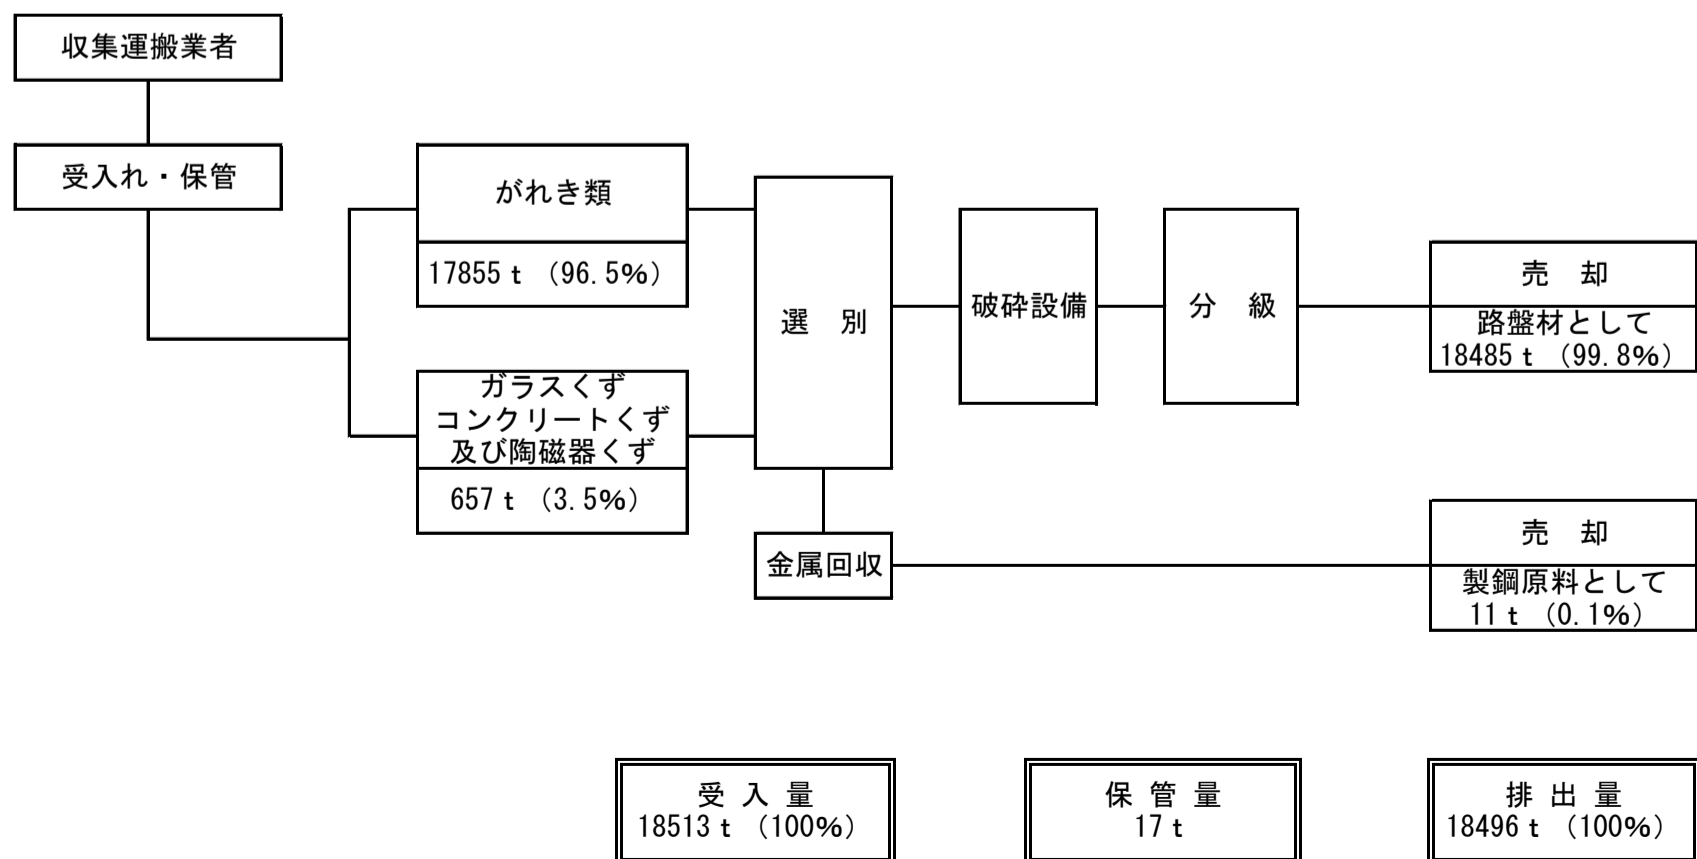 収集運搬業者
受入れ・保管
がれき類
17855ｔ（96.5%）
ガラスくず
コンクリートくず
及び陶磁器くず
657ｔ（3.5%）
選　別
金属回収
破砕設備
分　級
売　却
路盤材として
18485ｔ（99.8%）
売　却
製鋼原料として
11ｔ（0.1%）
受 入 量
18513ｔ（100%）
保 管 量
17ｔ
排 出 量
18496ｔ（100%）